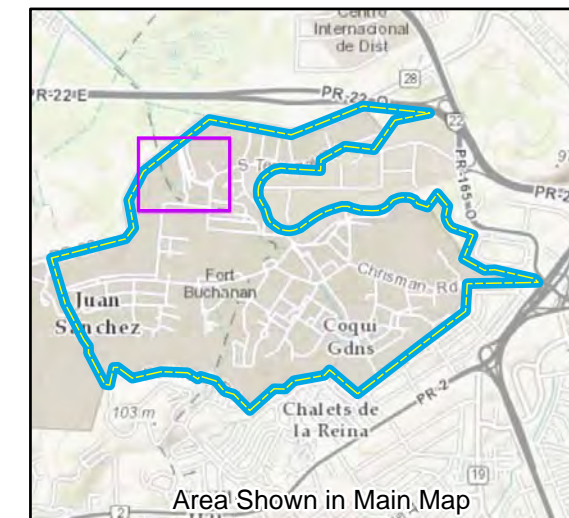 Centro
Internacional
de Dist
28
PR-22 E
PR-22
22
PR-165
PR-2
Fort
Buchanan
Chrisman Rd
Juan
Sanchez
Coqui
Gdns
103 m
Chalets de
la Reina
PR-2
19
2
Area Shown in Main Map